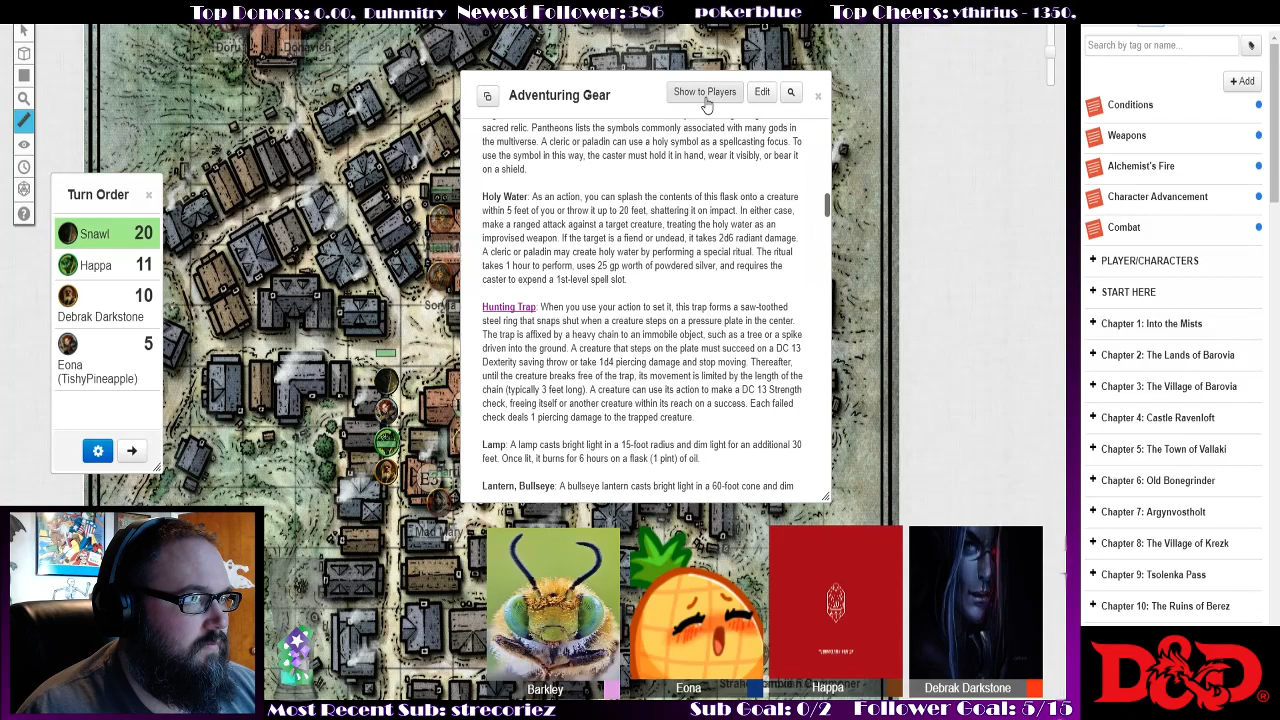 Top Donors: 0.00, Duhmitry Newest Follower: 386 pokerblue Top Cheers: ythirius - 1350,
Doru
Donavich
Search by tag or name...
+ Add
Adventuring Gear
Show to Players
Edit
sacred relic. Pantheons lists the symbols commonly associated with many gods in
the multiverse. A cleric or paladin can use a holy symbol as a spellcasting focus. To
use the symbol in this way, the caster must hold it in hand, wear it visibly, or bear it
on a shield.
Holy Water: As an action, you can splash the contents of this flask onto a creature
within 5 feet of you or throw it up to 20 feet, shattering it on impact. In either case,
make a ranged attack against a target creature, treating the holy water as an
improvised weapon. If the target is a fiend or undead, it takes 2d6 radiant damage.
A cleric or paladin may create holy water by performing a special ritual. The ritual
takes 1 hour to perform, uses 25 gp worth of powdered silver, and requires the
caster to expend a 1st-level spell slot.
Hunting Trap: When you use your action to set it, this trap forms a saw-toothed
steel ring that snaps shut when a creature steps on a pressure plate in the center.
The trap is affixed by a heavy chain to an immobile object, such as a tree or a spike
driven into the ground. A creature that steps on the plate must succeed on a DC 13
Dexterity saving throw or take 1d4 piercing damage and stop moving. Thereafter,
until the creature breaks free of the trap, its movement is limited by the length of the
chain (typically 3 feet long). A creature can use its action to make a DC 13 Strength
check, freeing itself or another creature within its reach on a success. Each failed
check deals 1 piercing damage to the trapped creature.
Lamp: A lamp casts bright light in a 15-foot radius and dim light for an additional 30
feet. Once lit, it burns for 6 hours on a flask (1 pint) of oil.
Lantern, Bullseye: A bullseye lantern casts bright light in a 60-foot cone and dim
Turn Order
Snawl 20
Happa 11
10
Debrak Darkstone
5
Eona
(TishyPineapple)
Conditions
Weapons
Alchemist's Fire
Character Advancement
Combat
+ PLAYER/CHARACTERS
+ START HERE
+ Chapter 1: Into the Mists
+ Chapter 2: The Lands of Barovia
+ Chapter 3: The Village of Barovia
+ Chapter 4: Castle Ravenloft
+ Chapter 5: The Town of Vallaki
+ Chapter 6: Old Bonegrinder
+ Chapter 7: Argynvostholt
+ Chapter 8: The Village of Krezk
+ Chapter 9: Tsolenka Pass
+ Chapter 10: The Ruins of Berez
Mad Mary
Barkley
Eona
Happa
Debrak Darkstone
D&D
Most Recent Sub: strecoriez Sub Goal: 0/2 Follower Goal: 5/15